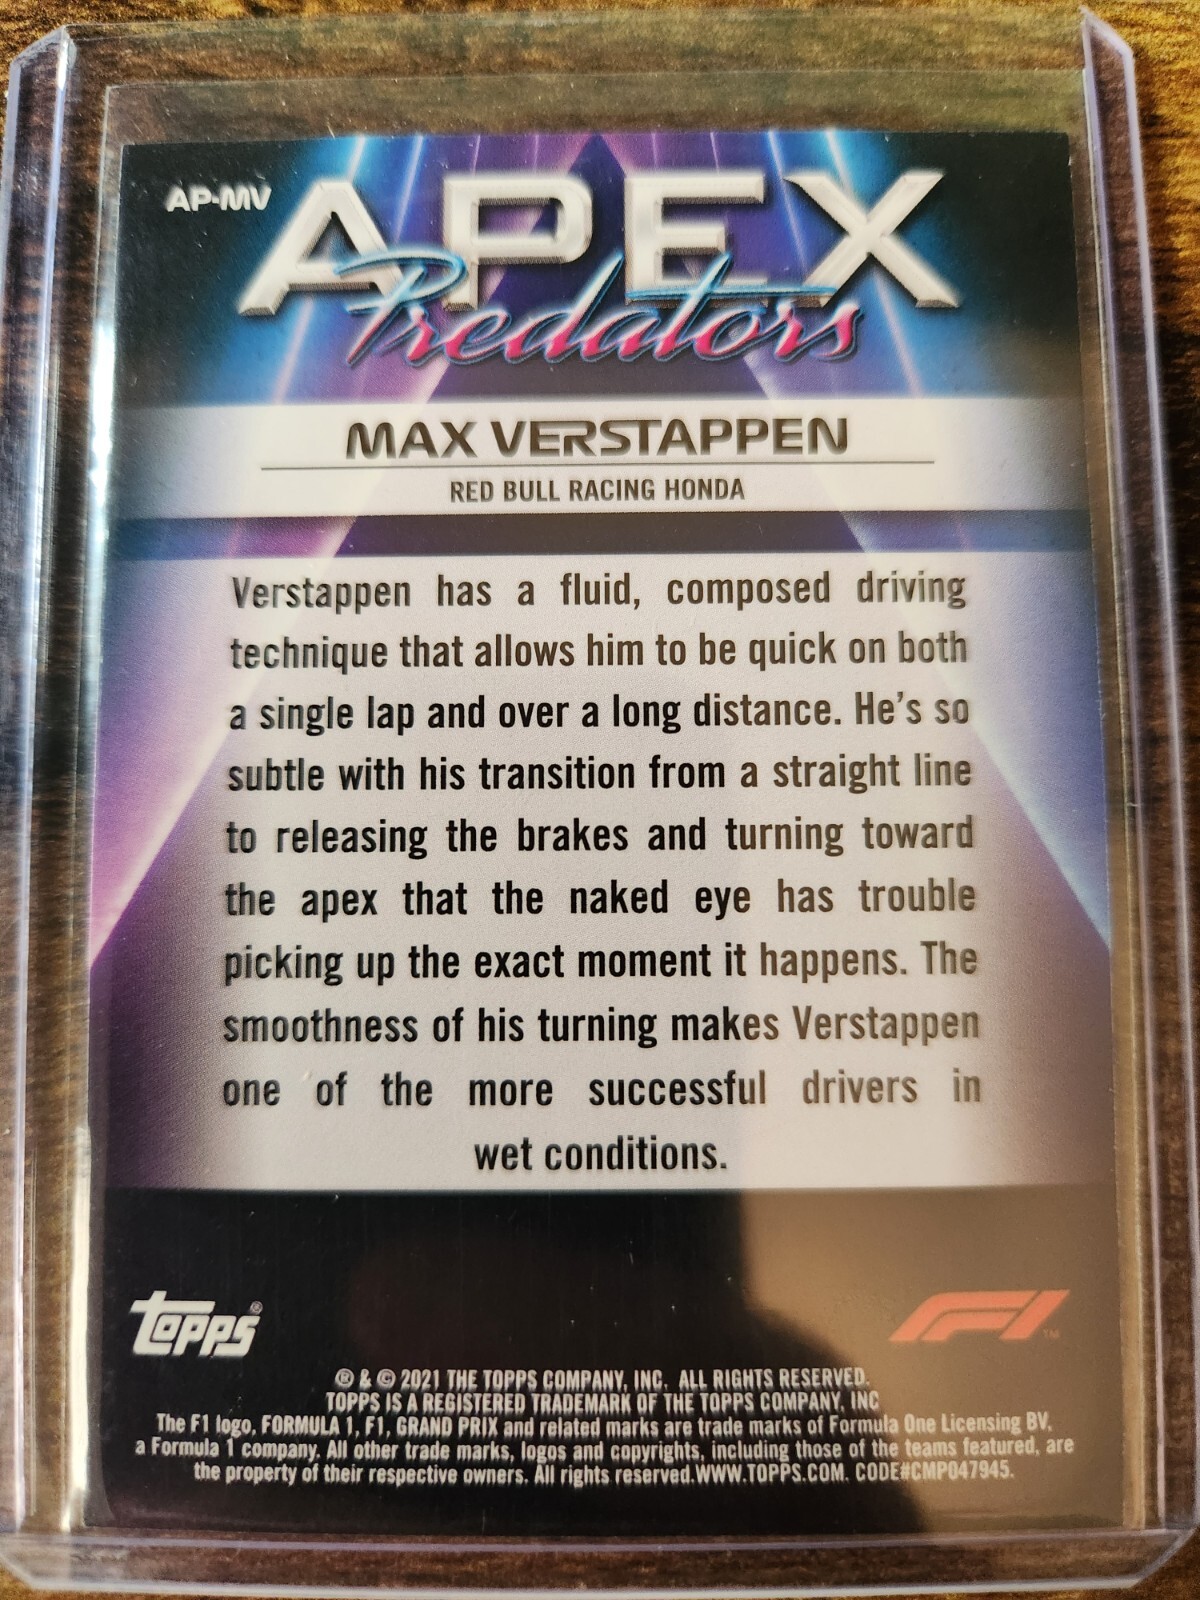 AP-MV
APEX
Predators
MAX VERSTAPPEN
RED BULL RACING HONDA
Verstappen has a fluid, composed driving
technique that allows him to be quick on both
a single lap and over a long distance. He's so
subtle with his transition from a straight line
to releasing the brakes and turning toward
the apex that the naked eye has trouble
picking up the exact moment it happens. The
smoothness of his turning makes Verstappen
one of the more successful drivers in
wet conditions.
Topps®
F1™
® & © 2021 THE TOPPS COMPANY, INC. ALL RIGHTS RESERVED.
TOPPS IS A REGISTERED TRADEMARK OF THE TOPPS COMPANY, INC
The F1 logo, FORMULA 1, F1, GRAND PRIX and related marks are trade marks of Formula One Licensing BV,
a Formula 1 company. All other trade marks, logos and copyrights, including those of the teams featured, are
the property of their respective owners. All rights reserved.WWW.TOPPS.COM. CODE#CMP047945.